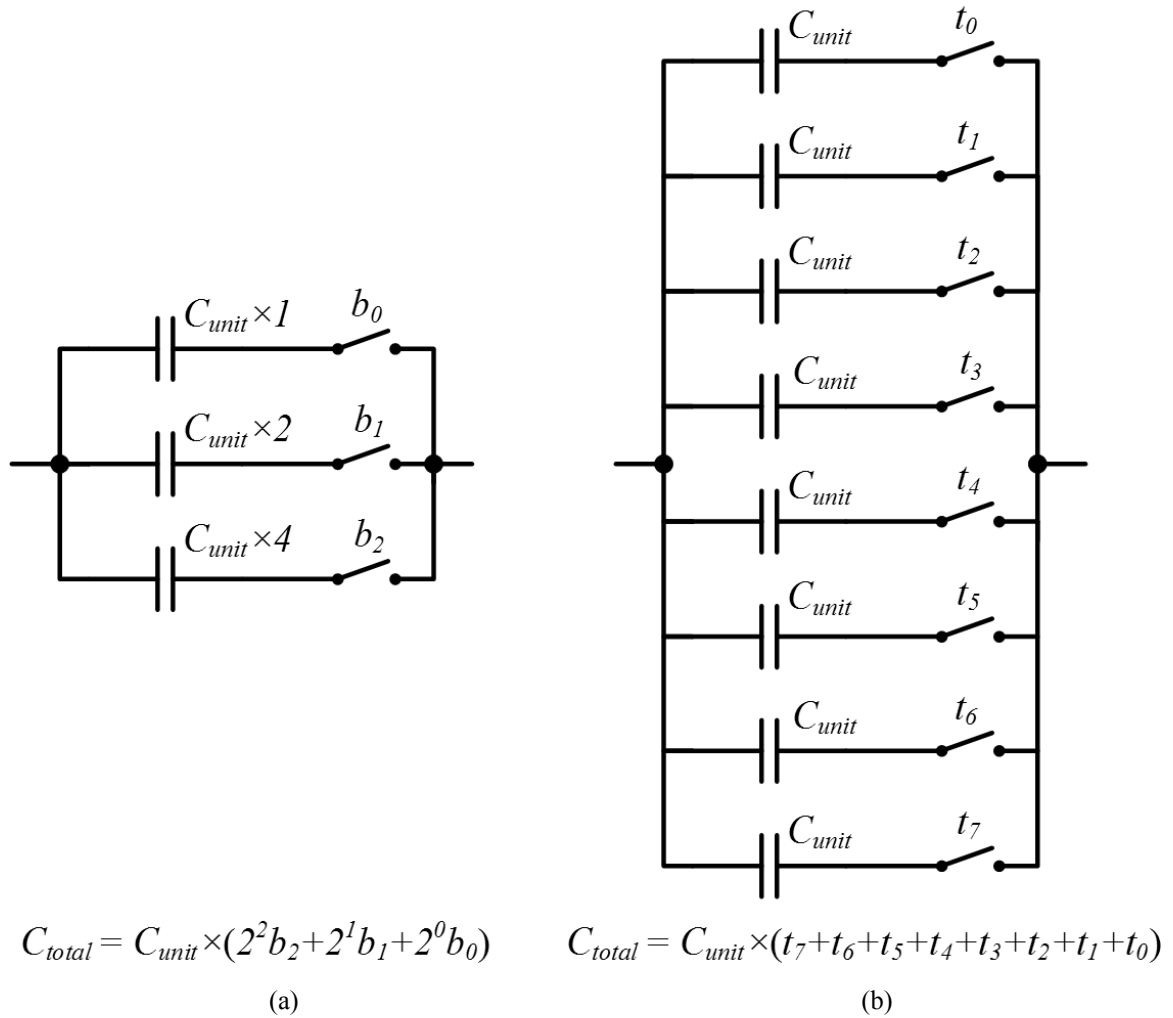 C_unit×1 b_0
C_unit×2 b_1
C_unit×4 b_2
C_total = C_unit×(2^2b_2+2^1b_1+2^0b_0)
(a)
C_unit t_0
C_unit t_1
C_unit t_2
C_unit t_3
C_unit t_4
C_unit t_5
C_unit t_6
C_unit t_7
C_total = C_unit×(t_7+t_6+t_5+t_4+t_3+t_2+t_1+t_0)
(b)